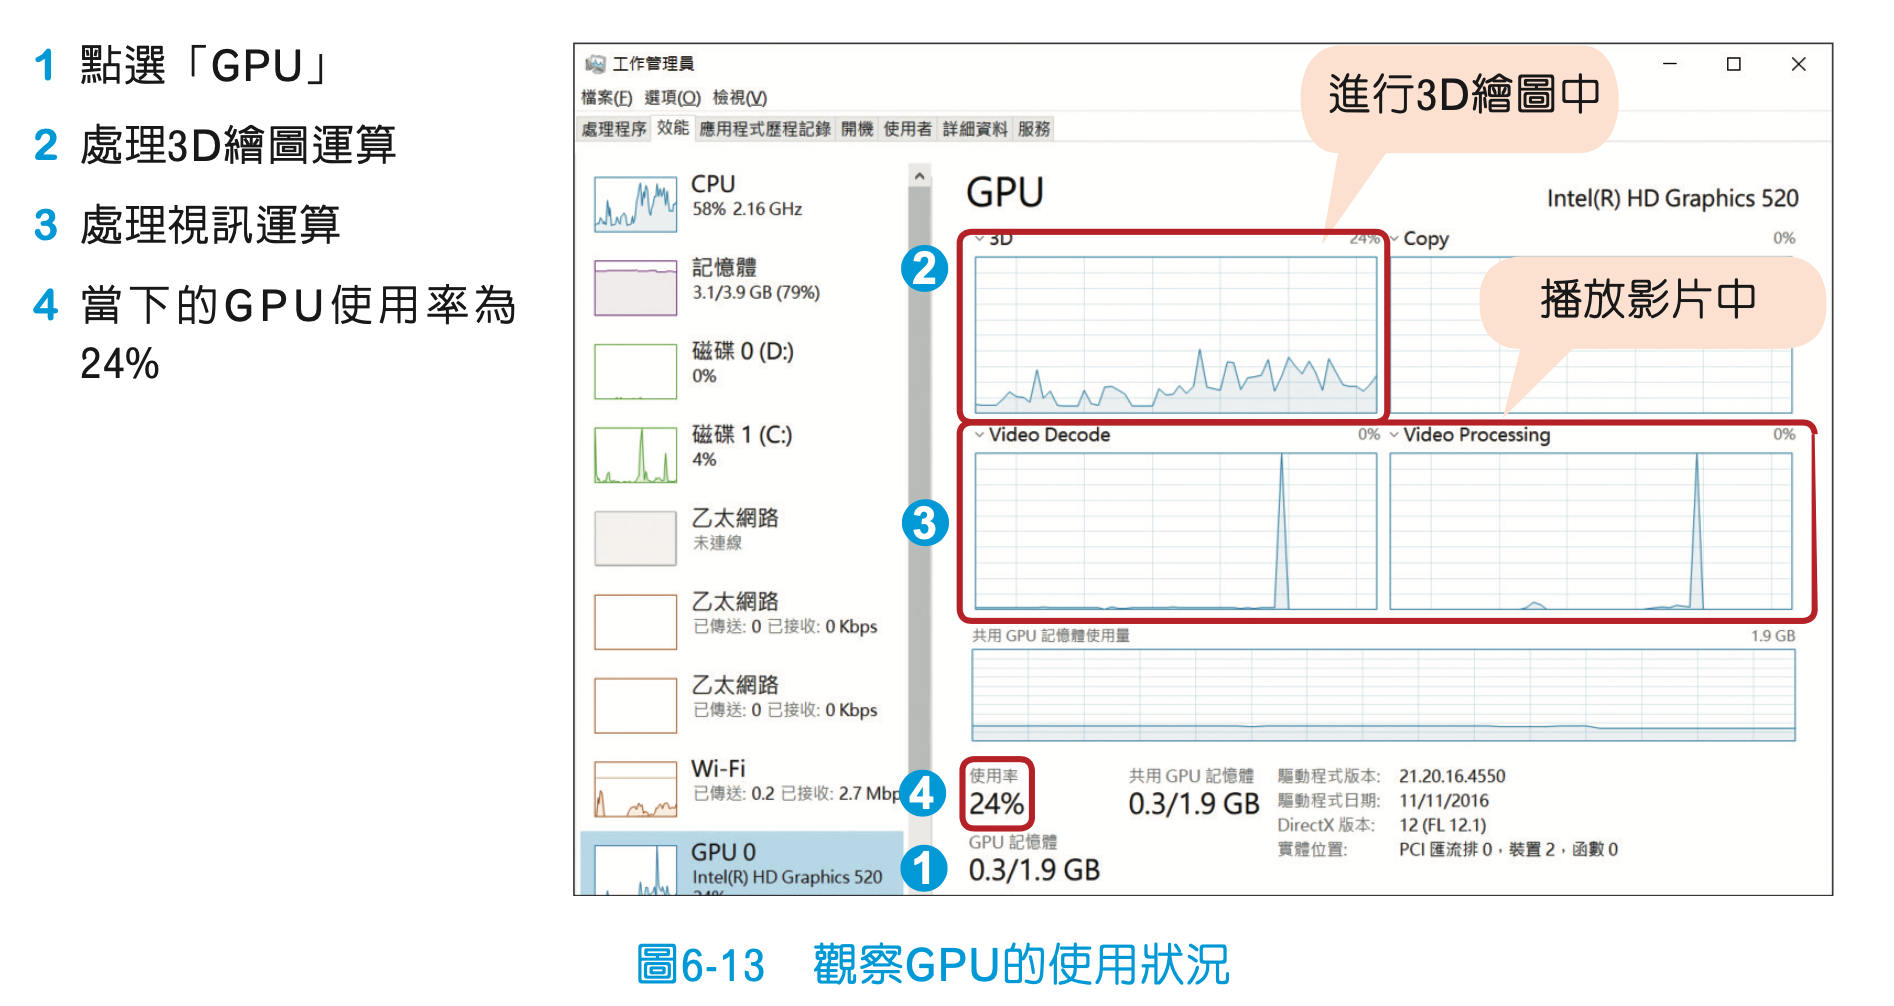 1 點選「GPU」
2 處理3D繪圖運算
3 處理視訊運算
4 當下的GPU使用率為
24%
工作管理員
檔案(F) 選項(O) 檢視(V)
處理程序 效能 應用程式歷程記錄 開機 使用者 詳細資料 服務
進行3D繪圖中
CPU
58% 2.16 GHz
記憶體
3.1/3.9 GB (79%)
磁碟 0 (D:)
0%
磁碟 1 (C:)
4%
乙太網路
未連線
乙太網路
已傳送: 0 已接收: 0 Kbps
乙太網路
已傳送: 0 已接收: 0 Kbps
Wi-Fi
已傳送: 0.2 已接收: 2.7 Mbp
GPU 0
Intel(R) HD Graphics 520
24%
GPU
Intel(R) HD Graphics 520
3D 24%
Copy 0%
播放影片中
2
Video Decode 0%
Video Processing 0%
3
共用 GPU 記憶體使用量 1.9 GB
4
使用率
24%
共用 GPU 記憶體
0.3/1.9 GB
GPU 記憶體
0.3/1.9 GB
驅動程式版本: 21.20.16.4550
驅動程式日期: 11/11/2016
DirectX 版本: 12 (FL 12.1)
實體位置: PCI 匯流排 0，裝置 2，函數 0
1
圖6-13 觀察GPU的使用狀況